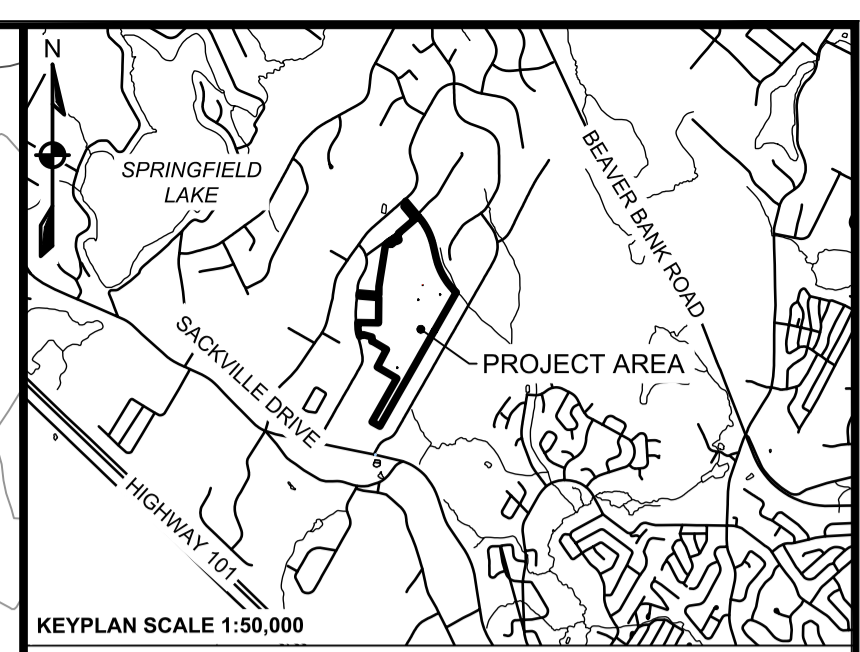 N
SPRINGFIELD
LAKE
BEAVER BANK ROAD
SACKVILLE DRIVE
PROJECT AREA
HIGHWAY 101
KEYPLAN SCALE 1:50,000